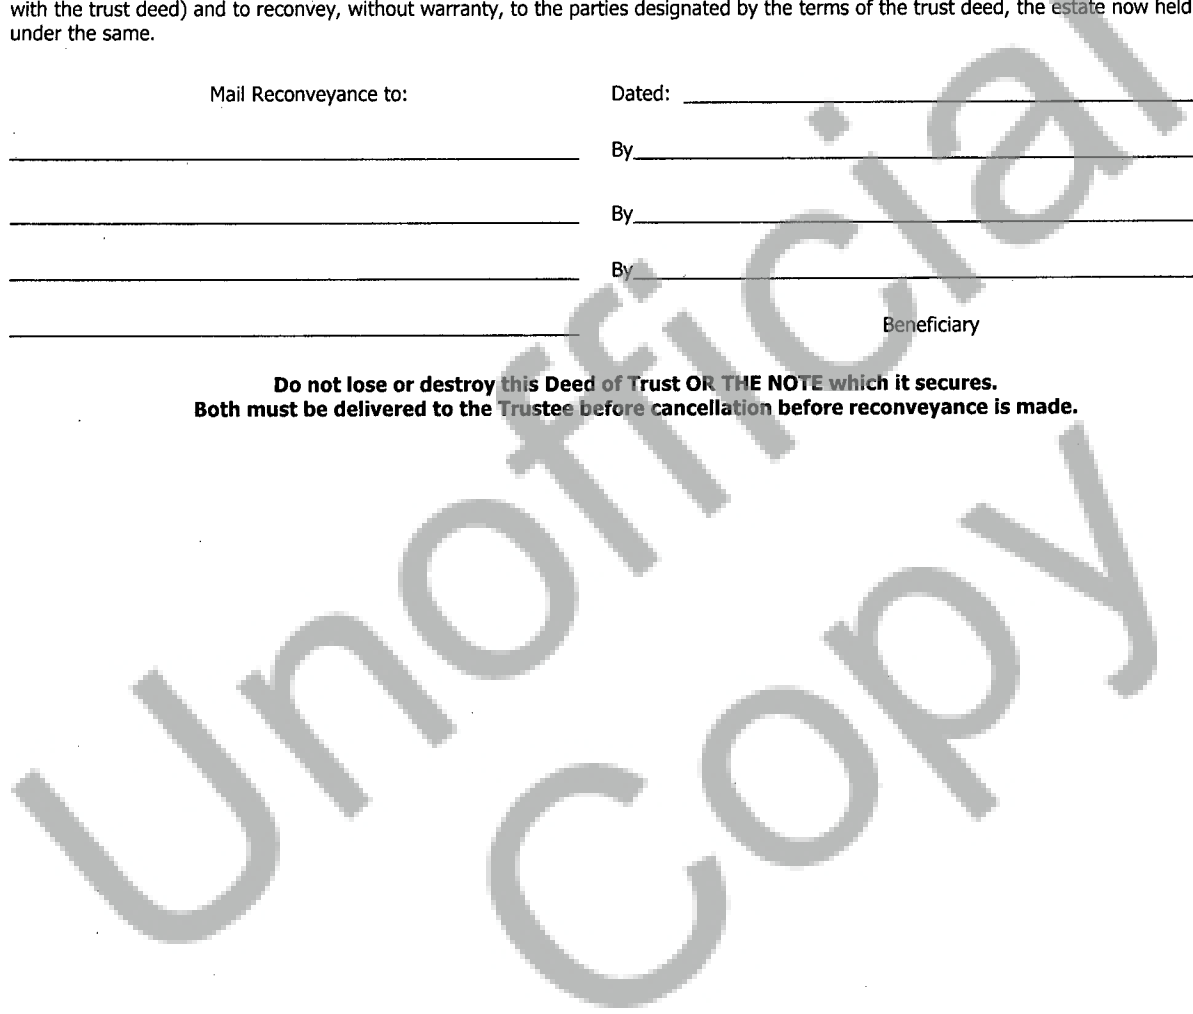 with the trust deed) and to reconvey, without warranty, to the parties designated by the terms of the trust deed, the estate now held
under the same.
Mail Reconveyance to:
Dated:
By
By
By
Beneficiary
Do not lose or destroy this Deed of Trust OR THE NOTE which it secures.
Both must be delivered to the Trustee before cancellation before reconveyance is made.
Unofficial
Copy